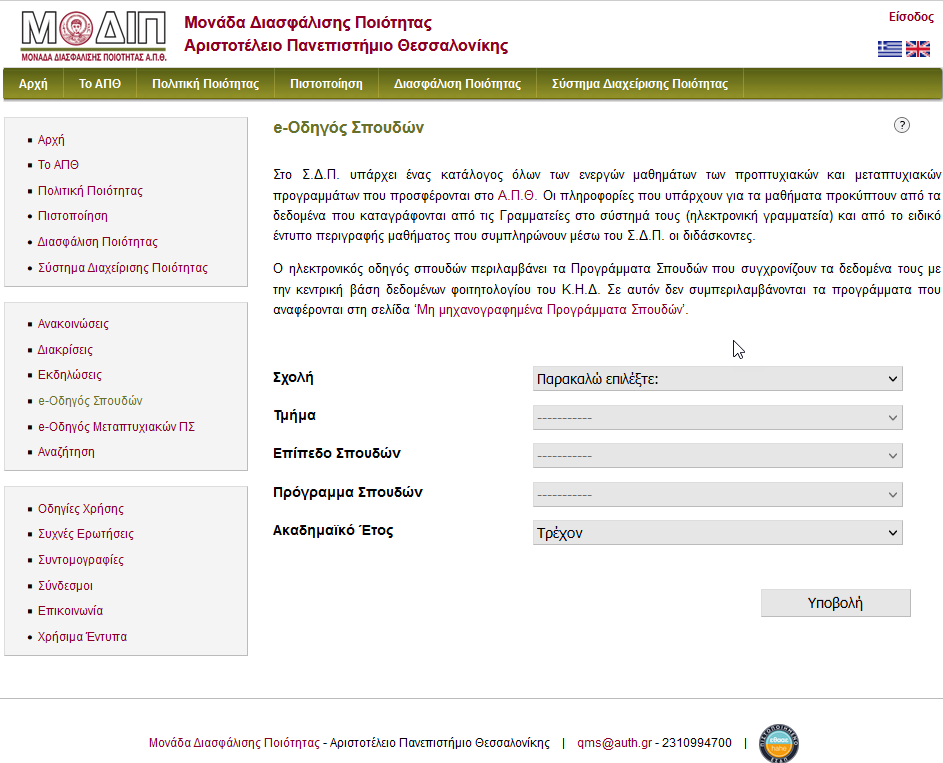 ΜΟΔΙΠ
ΜΟΝΑΔΑ ΔΙΑΣΦΑΛΙΣΗΣ ΠΟΙΟΤΗΤΑΣ Α.Π.Θ.
Μονάδα Διασφάλισης Ποιότητας
Αριστοτέλειο Πανεπιστήμιο Θεσσαλονίκης
Είσοδος
Αρχή Το ΑΠΘ Πολιτική Ποιότητας Πιστοποίηση Διασφάλιση Ποιότητας Σύστημα Διαχείρισης Ποιότητας
Αρχή
Το ΑΠΘ
Πολιτική Ποιότητας
Πιστοποίηση
Διασφάλιση Ποιότητας
Σύστημα Διαχείρισης Ποιότητας
Ανακοινώσεις
Διακρίσεις
Εκδηλώσεις
e-Οδηγός Σπουδών
e-Οδηγός Μεταπτυχιακών ΠΣ
Αναζήτηση
Οδηγίες Χρήσης
Συχνές Ερωτήσεις
Συντομογραφίες
Σύνδεσμοι
Επικοινωνία
Χρήσιμα Έντυπα
e-Οδηγός Σπουδών
?
Στο Σ.Δ.Π. υπάρχει ένας κατάλογος όλων των ενεργών μαθημάτων των προπτυχιακών και μεταπτυχιακών
προγραμμάτων που προσφέρονται στο Α.Π.Θ. Οι πληροφορίες που υπάρχουν για τα μαθήματα προκύπτουν από τα
δεδομένα που καταγράφονται από τις Γραμματείες στο σύστημά τους (ηλεκτρονική γραμματεία) και από το ειδικό
έντυπο περιγραφής μαθήματος που συμπληρώνουν μέσω του Σ.Δ.Π. οι διδάσκοντες.
Ο ηλεκτρονικός οδηγός σπουδών περιλαμβάνει τα Προγράμματα Σπουδών που συγχρονίζουν τα δεδομένα τους με
την κεντρική βάση δεδομένων φοιτητολογίου του Κ.Η.Δ. Σε αυτόν δεν συμπεριλαμβάνονται τα προγράμματα που
αναφέρονται στη σελίδα ‘Μη μηχανογραφημένα Προγράμματα Σπουδών’.
Σχολή Παρακαλώ επιλέξτε:
Τμήμα -----------
Επίπεδο Σπουδών -----------
Πρόγραμμα Σπουδών -----------
Ακαδημαϊκό Έτος Τρέχον
Υποβολή
Μονάδα Διασφάλισης Ποιότητας - Αριστοτέλειο Πανεπιστήμιο Θεσσαλονίκης | qms@auth.gr - 2310994700 |